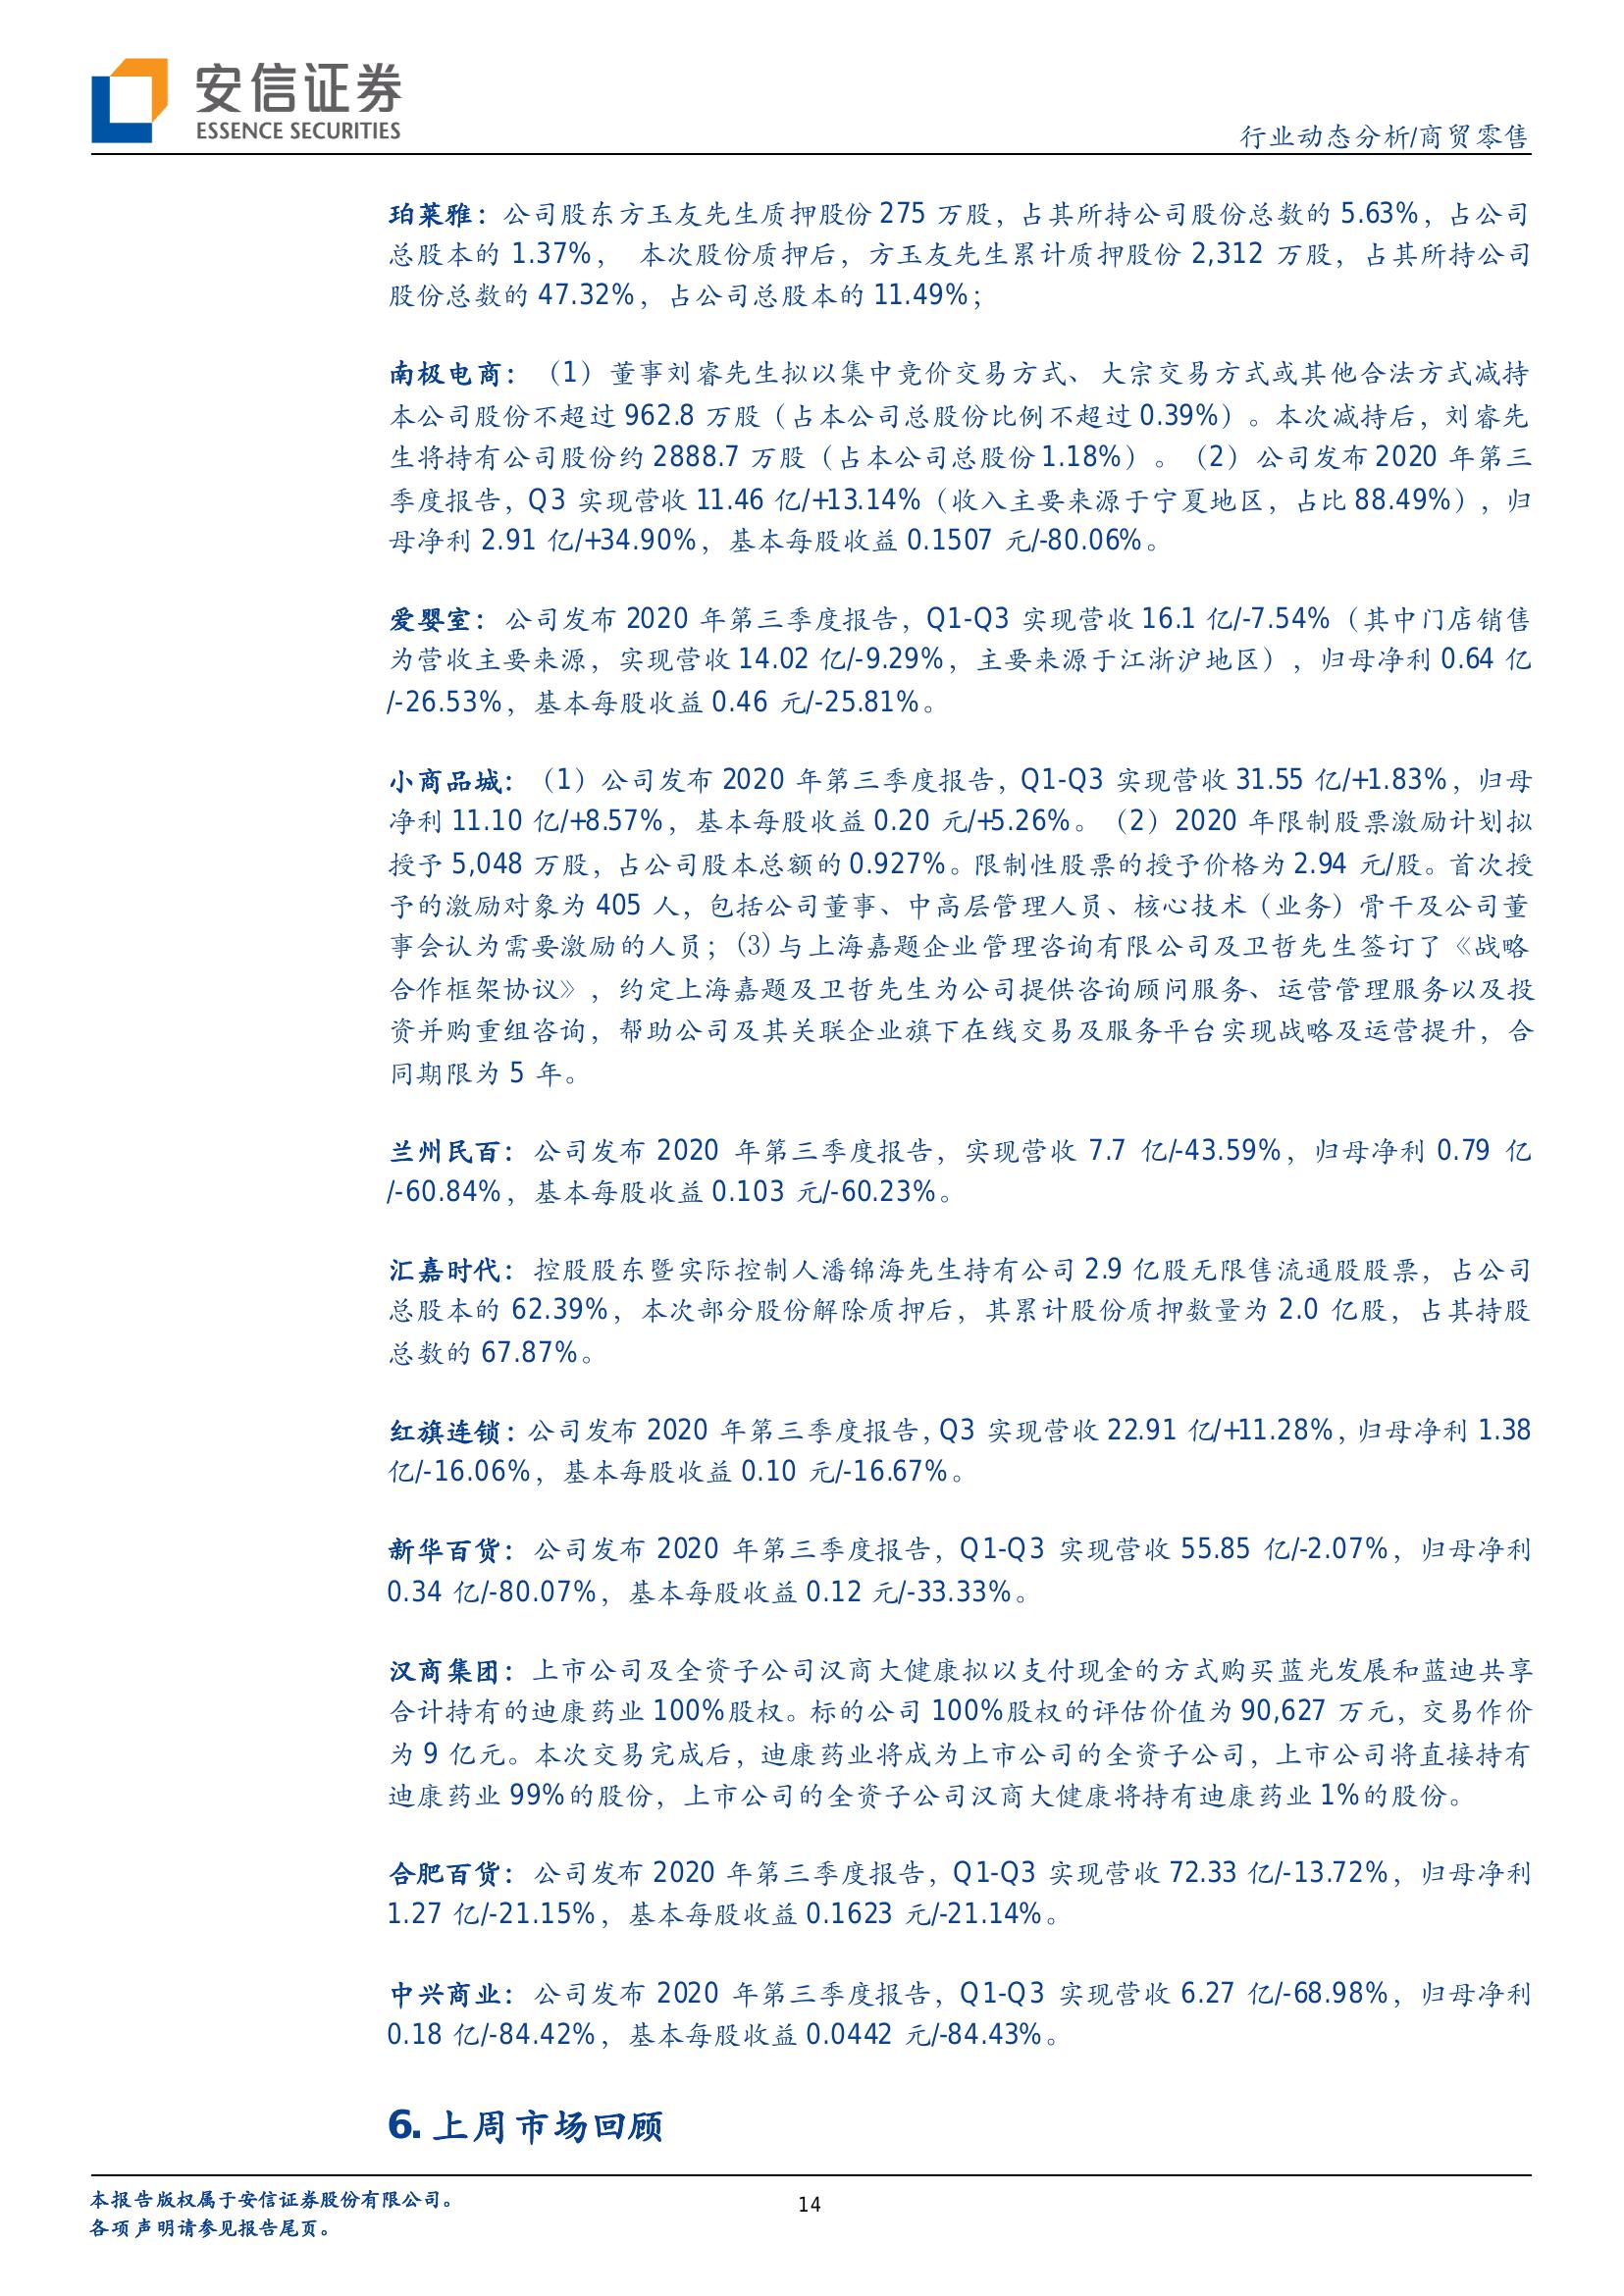 安信证券
ESSENCE SECURITIES
行业动态分析/商贸零售
珀莱雅：公司股东方玉友先生质押股份 275 万股，占其所持公司股份总数的 5.63%，占公司
总股本的 1.37%， 本次股份质押后，方玉友先生累计质押股份 2,312 万股，占其所持公司
股份总数的 47.32%，占公司总股本的 11.49%；
南极电商：（1）董事刘睿先生拟以集中竞价交易方式、大宗交易方式或其他合法方式减持
本公司股份不超过 962.8 万股（占本公司总股份比例不超过 0.39%）。本次减持后，刘睿先
生将持有公司股份约 2888.7 万股（占本公司总股份 1.18%）。（2）公司发布 2020 年第三
季度报告，Q3 实现营收 11.46 亿/+13.14%（收入主要来源于宁夏地区，占比 88.49%），归
母净利 2.91 亿/+34.90%，基本每股收益 0.1507 元/-80.06%。
爱婴室：公司发布 2020 年第三季度报告，Q1-Q3 实现营收 16.1 亿/-7.54%（其中门店销售
为营收主要来源，实现营收 14.02 亿/-9.29%，主要来源于江浙沪地区），归母净利 0.64 亿
/-26.53%，基本每股收益 0.46 元/-25.81%。
小商品城：（1）公司发布 2020 年第三季度报告，Q1-Q3 实现营收 31.55 亿/+1.83%，归母
净利 11.10 亿/+8.57%，基本每股收益 0.20 元/+5.26%。（2）2020 年限制股票激励计划拟
授予 5,048 万股，占公司股本总额的 0.927%。限制性股票的授予价格为 2.94 元/股。首次授
予的激励对象为 405 人，包括公司董事、中高层管理人员、核心技术（业务）骨干及公司董
事会认为需要激励的人员；(3)与上海嘉题企业管理咨询有限公司及卫哲先生签订了《战略
合作框架协议》，约定上海嘉题及卫哲先生为公司提供咨询顾问服务、运营管理服务以及投
资并购重组咨询，帮助公司及其关联企业旗下在线交易及服务平台实现战略及运营提升，合
同期限为 5 年。
兰州民百：公司发布 2020 年第三季度报告，实现营收 7.7 亿/-43.59%，归母净利 0.79 亿
/-60.84%，基本每股收益 0.103 元/-60.23%。
汇嘉时代：控股股东暨实际控制人潘锦海先生持有公司 2.9 亿股无限售流通股股票，占公司
总股本的 62.39%，本次部分股份解除质押后，其累计股份质押数量为 2.0 亿股，占其持股
总数的 67.87%。
红旗连锁：公司发布 2020 年第三季度报告，Q3 实现营收 22.91 亿/+11.28%，归母净利 1.38
亿/-16.06%，基本每股收益 0.10 元/-16.67%。
新华百货：公司发布 2020 年第三季度报告，Q1-Q3 实现营收 55.85 亿/-2.07%，归母净利
0.34 亿/-80.07%，基本每股收益 0.12 元/-33.33%。
汉商集团：上市公司及全资子公司汉商大健康拟以支付现金的方式购买蓝光发展和蓝迪共享
合计持有的迪康药业 100%股权。标的公司 100%股权的评估价值为 90,627 万元，交易作价
为 9 亿元。本次交易完成后，迪康药业将成为上市公司的全资子公司，上市公司将直接持有
迪康药业 99%的股份，上市公司的全资子公司汉商大健康将持有迪康药业 1%的股份。
合肥百货：公司发布 2020 年第三季度报告，Q1-Q3 实现营收 72.33 亿/-13.72%，归母净利
1.27 亿/-21.15%，基本每股收益 0.1623 元/-21.14%。
中兴商业：公司发布 2020 年第三季度报告，Q1-Q3 实现营收 6.27 亿/-68.98%，归母净利
0.18 亿/-84.42%，基本每股收益 0.0442 元/-84.43%。
6. 上周市场回顾
本报告版权属于安信证券股份有限公司。
14
各项声明请参见报告尾页。